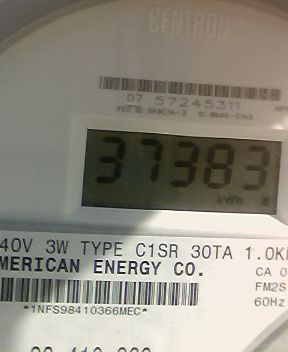 CENTRON
07 57245311
37383
kWh
40V 3W TYPE C1SR 30TA 1.0K
MERICAN ENERGY CO.
CA 0
FM2S
60Hz
*1NFS98410366MEC*